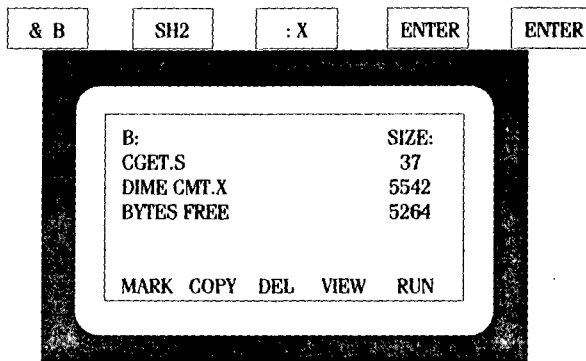 & B SH2 : X ENTER ENTER
B: SIZE:
CGET.S 37
DIME CMT.X 5542
BYTES FREE 5264
MARK COPY DEL VIEW RUN